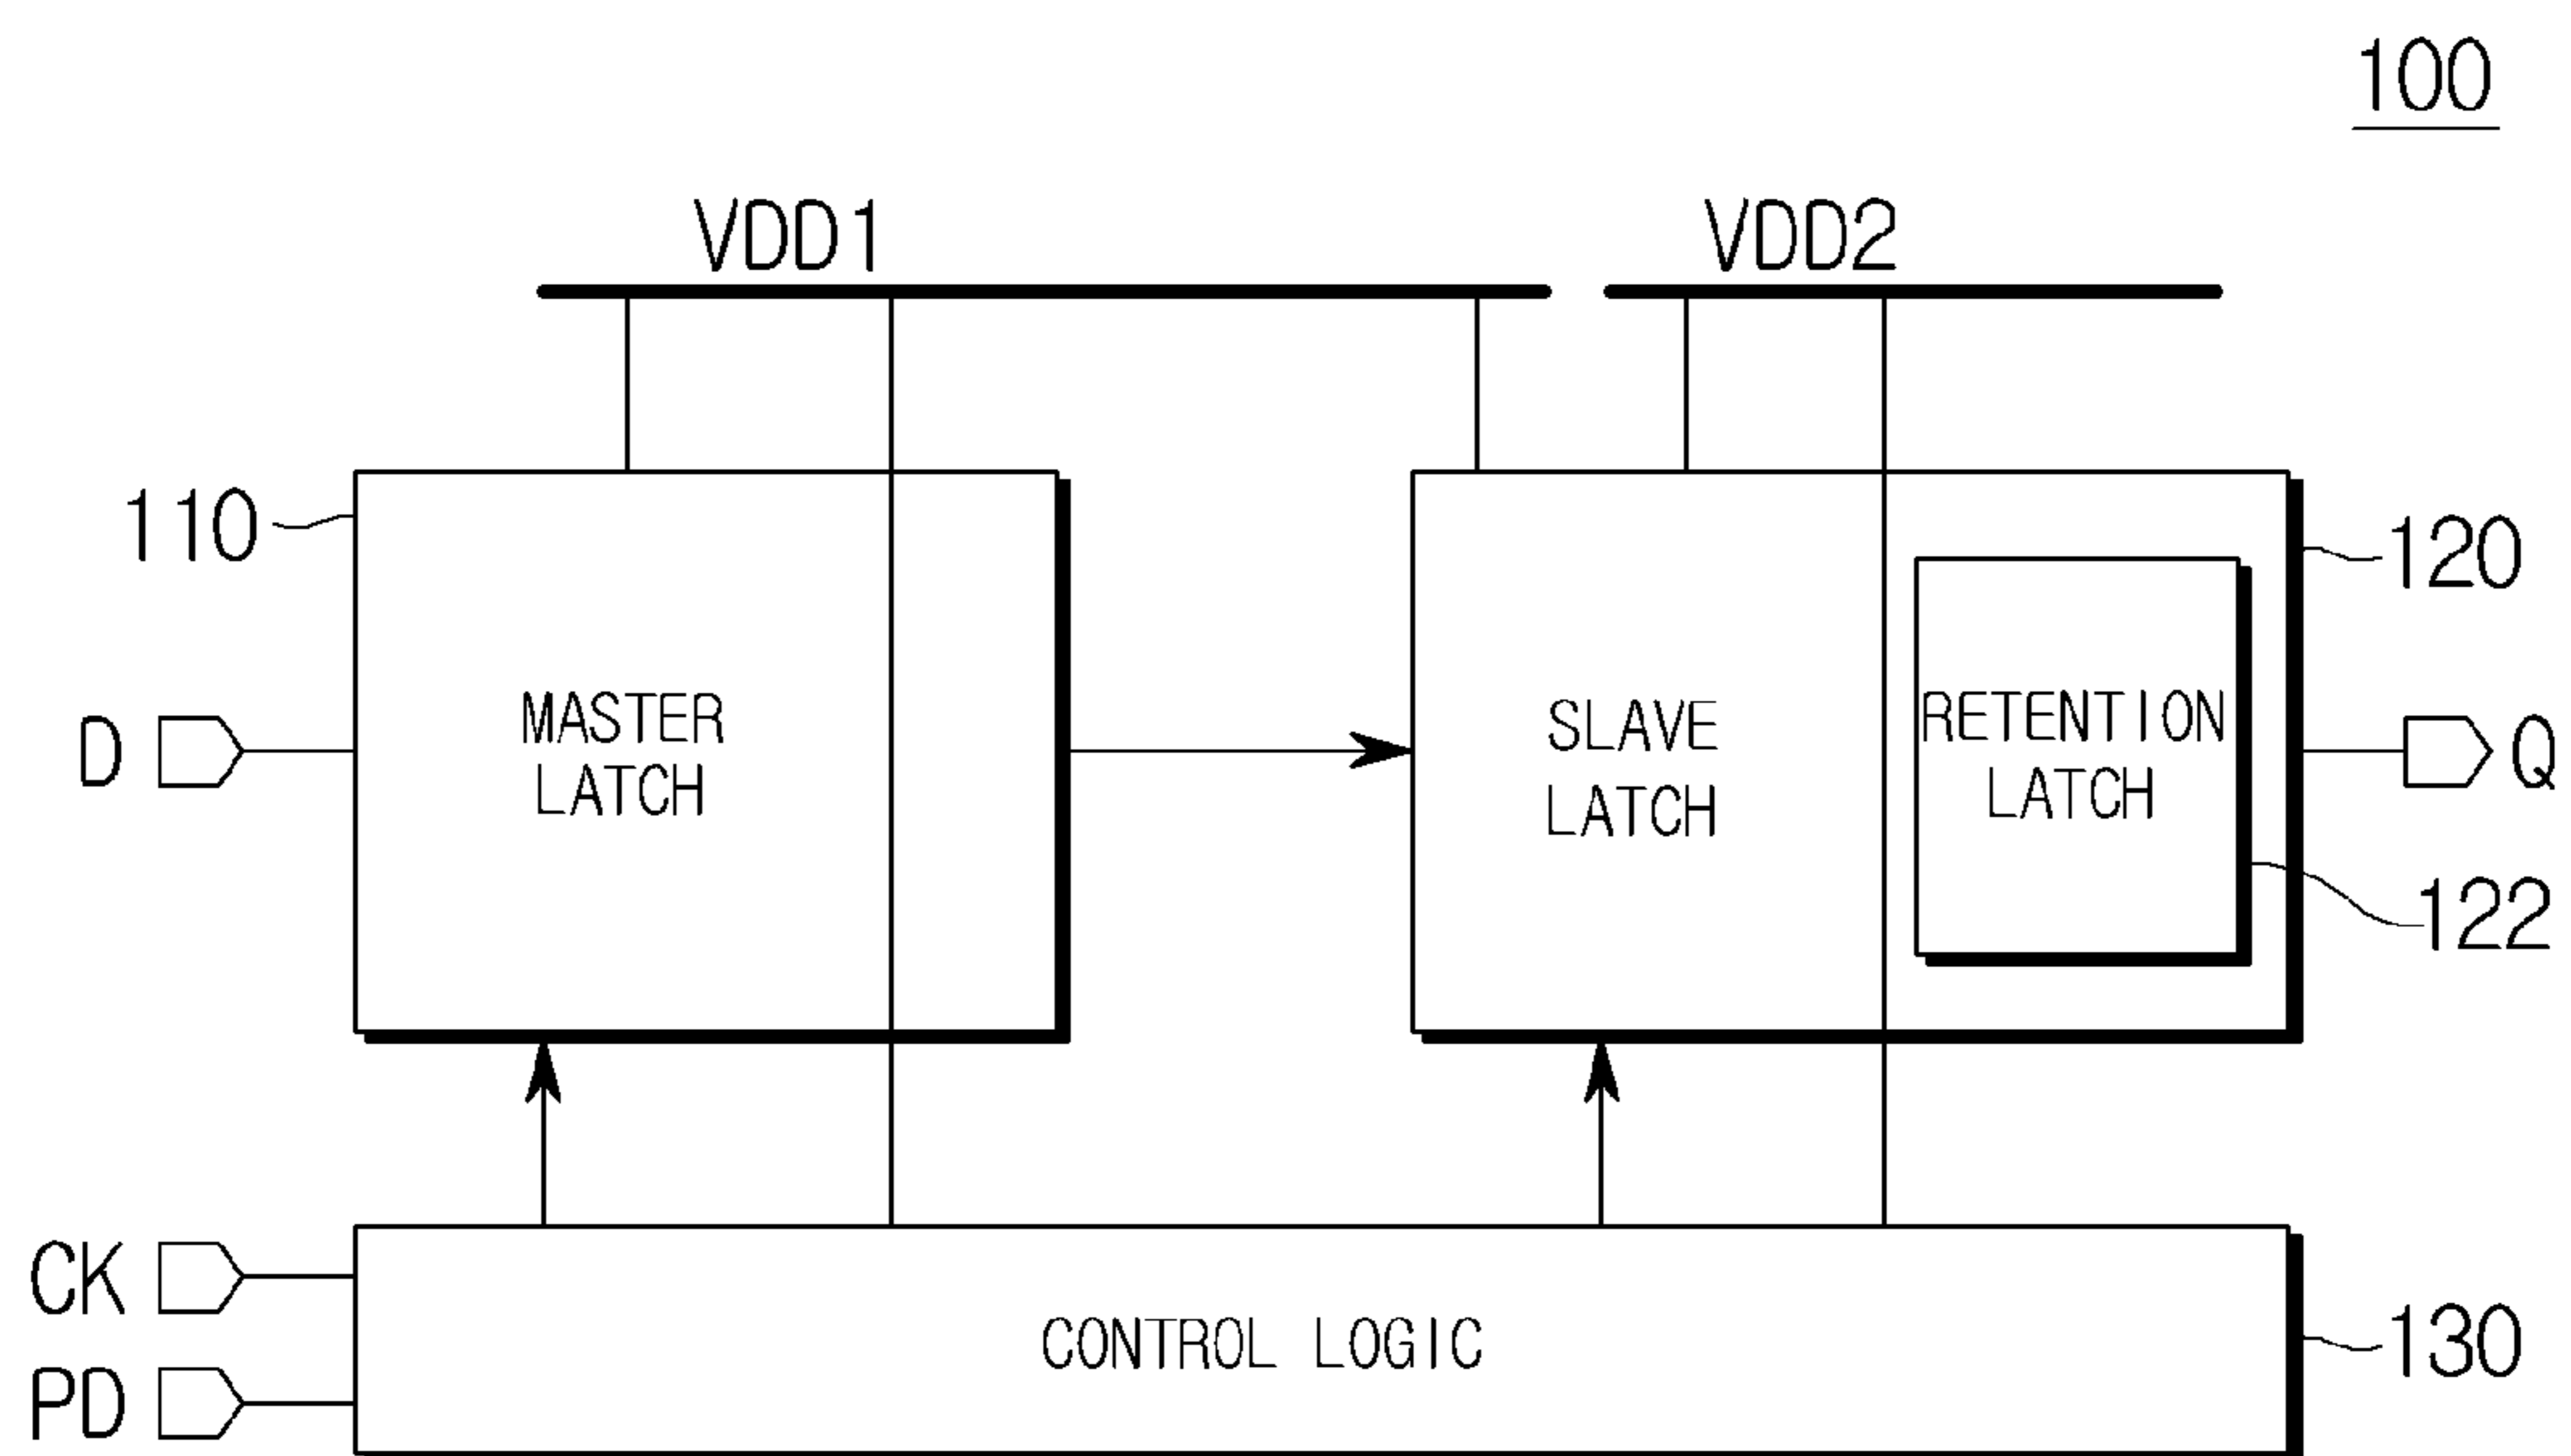 100
VDD1
VDD2
110
120
MASTER
LATCH
SLAVE
LATCH
RETENTION
LATCH
D
Q
122
CK
PD
CONTROL LOGIC
130